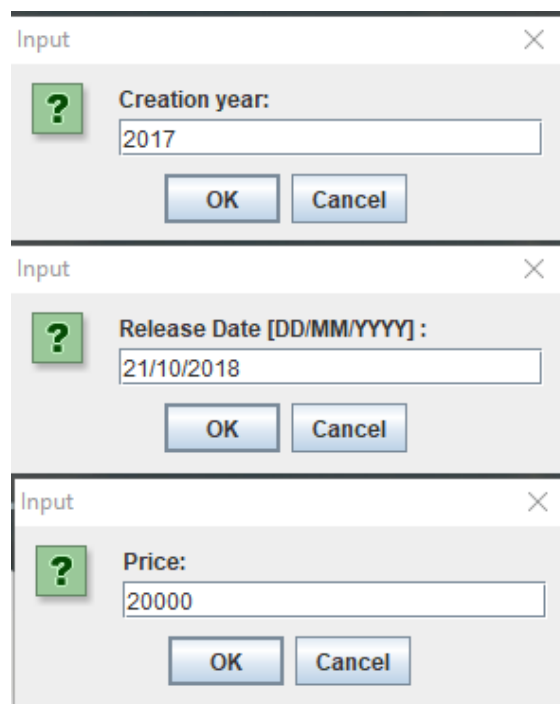 Input
?
Creation year:
2017
OK Cancel
Input
?
Release Date [DD/MM/YYYY] :
21/10/2018
OK Cancel
Input
?
Price:
20000
OK Cancel